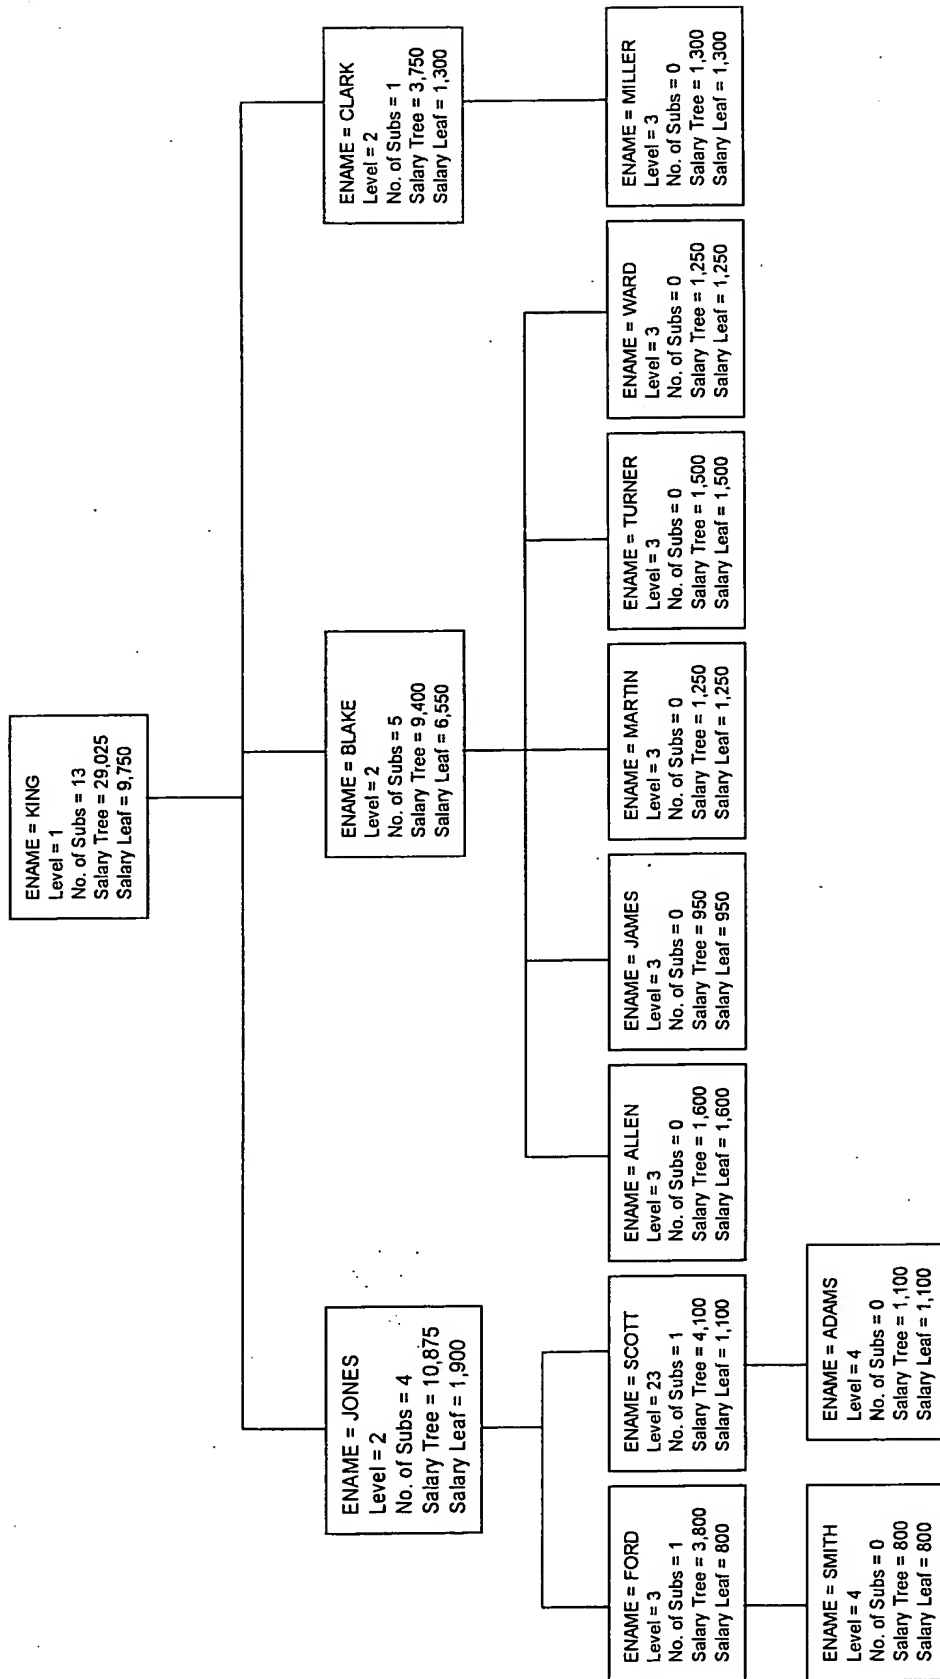 ENAME = KING
Level = 1
No. of Subs = 13
Salary Tree = 29,025
Salary Leaf = 9,750
ENAME = JONES
Level = 2
No. of Subs = 4
Salary Tree = 10,875
Salary Leaf = 1,900
ENAME = BLAKE
Level = 2
No. of Subs = 5
Salary Tree = 9,400
Salary Leaf = 6,550
ENAME = CLARK
Level = 2
No. of Subs = 1
Salary Tree = 3,750
Salary Leaf = 1,300
ENAME = FORD
Level = 3
No. of Subs = 1
Salary Tree = 3,800
Salary Leaf = 800
ENAME = SCOTT
Level = 23
No. of Subs = 1
Salary Tree = 4,100
Salary Leaf = 1,100
ENAME = ALLEN
Level = 3
No. of Subs = 0
Salary Tree = 1,600
Salary Leaf = 1,600
ENAME = JAMES
Level = 3
No. of Subs = 0
Salary Tree = 950
Salary Leaf = 950
ENAME = MARTIN
Level = 3
No. of Subs = 0
Salary Tree = 1,250
Salary Leaf = 1,250
ENAME = TURNER
Level = 3
No. of Subs = 0
Salary Tree = 1,500
Salary Leaf = 1,500
ENAME = WARD
Level = 3
No. of Subs = 0
Salary Tree = 1,250
Salary Leaf = 1,250
ENAME = MILLER
Level = 3
No. of Subs = 0
Salary Tree = 1,300
Salary Leaf = 1,300
ENAME = SMITH
Level = 4
No. of Subs = 0
Salary Tree = 800
Salary Leaf = 800
ENAME = ADAMS
Level = 4
No. of Subs = 0
Salary Tree = 1,100
Salary Leaf = 1,100